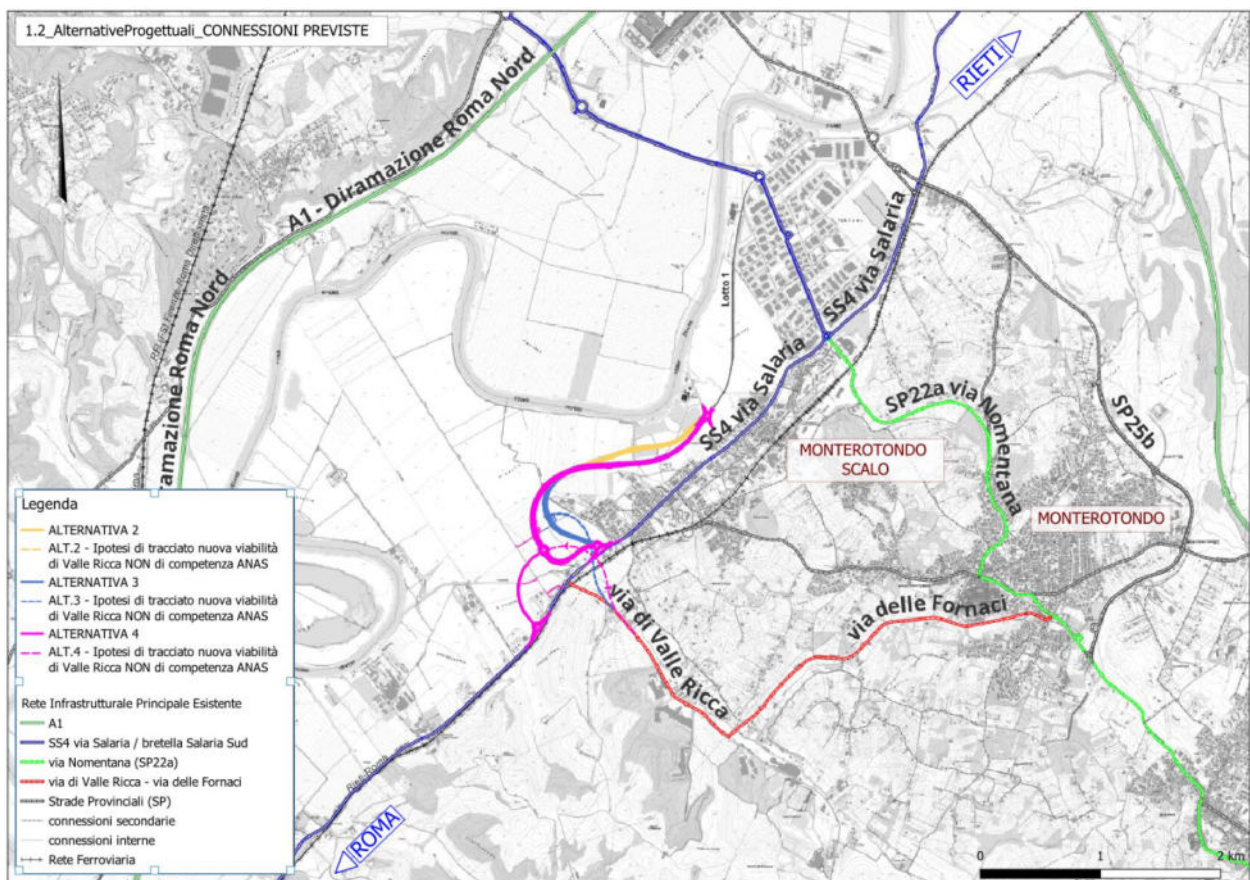 1.2_AlternativeProgettuali_CONNESSIONI PREVISTE
RIETI
A1 - Diramazione Roma Nord
SS4 via Salaria
Lotto 1
SS4 via Salaria
SP22a via Nomentana
SP25b
MONTEROTONDO
SCALO
MONTEROTONDO
via di Valle Ricca
via delle Fornaci
ramazione Roma Nord
Legenda
ALTERNATIVA 2
ALT.2 - Ipotesi di tracciato nuova viabilità
di Valle Ricca NON di competenza ANAS
ALTERNATIVA 3
ALT.3 - Ipotesi di tracciato nuova viabilità
di Valle Ricca NON di competenza ANAS
ALTERNATIVA 4
ALT.4 - Ipotesi di tracciato nuova viabilità
di Valle Ricca NON di competenza ANAS
Rete Infrastrutturale Principale Esistente
A1
SS4 via Salaria / bretella Salaria Sud
via Nomentana (SP22a)
via di Valle Ricca - via delle Fornaci
Strade Provinciali (SP)
connessioni secondarie
connessioni interne
Rete Ferroviaria
Rieti-Roma
ROMA
0 1 2 km